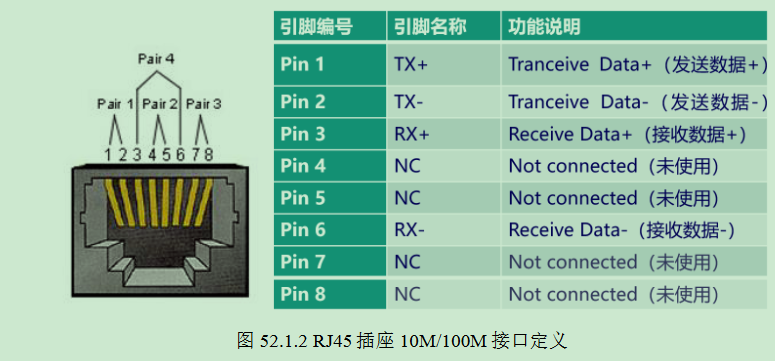 Pair 4
Pair 1 Pair 2 Pair 3
1 2 3 4 5 6 7 8
引脚编号 引脚名称 功能说明
Pin 1 TX+ Tranceive Data+（发送数据+）
Pin 2 TX- Tranceive Data-（发送数据-）
Pin 3 RX+ Receive Data+（接收数据+）
Pin 4 NC Not connected（未使用）
Pin 5 NC Not connected（未使用）
Pin 6 RX- Receive Data-（接收数据-）
Pin 7 NC Not connected（未使用）
Pin 8 NC Not connected（未使用）
图 52.1.2 RJ45 插座 10M/100M 接口定义